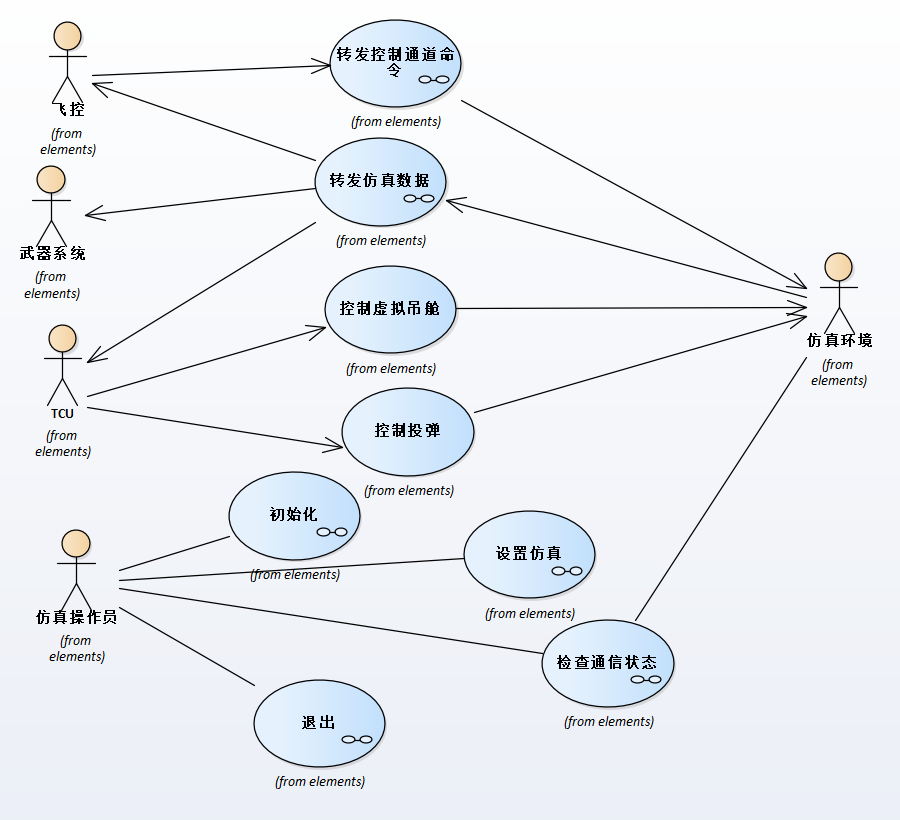 转发控制通道命
令
(from elements)
飞控
(from
elements)
转发仿真数据
(from elements)
武器系统
(from
elements)
控制虚拟吊舱
(from elements)
仿真环境
(from
elements)
TCU
(from
elements)
控制投弹
(from elements)
初始化
(from elements)
设置仿真
(from elements)
仿真操作员
(from
elements)
检查通信状态
(from elements)
退出
(from elements)